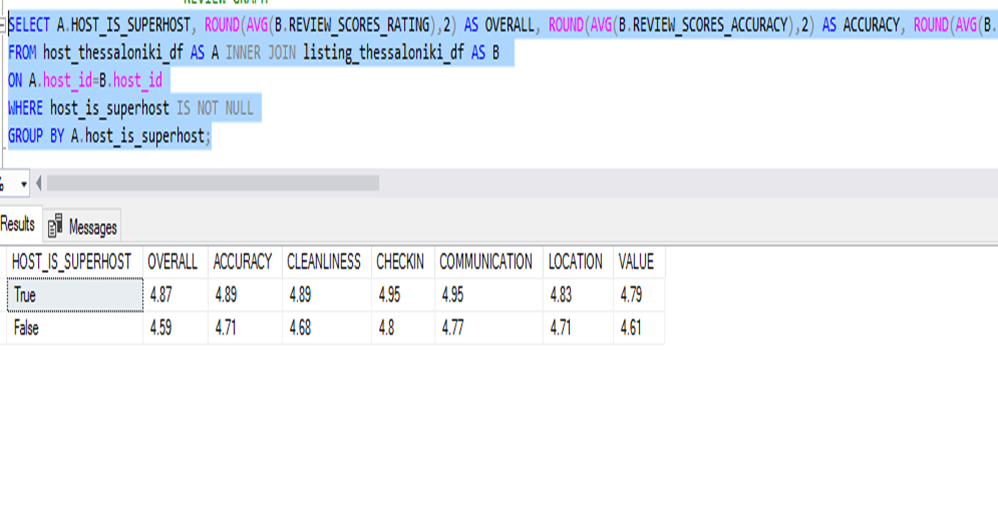 REVIEW GRAPH
SELECT A.HOST_IS_SUPERHOST, ROUND(AVG(B.REVIEW_SCORES_RATING),2) AS OVERALL, ROUND(AVG(B.REVIEW_SCORES_ACCURACY),2) AS ACCURACY, ROUND(AVG(B.
FROM host_thessaloniki_df AS A INNER JOIN listing_thessaloniki_df AS B
ON A.host_id=B.host_id
WHERE host_is_superhost IS NOT NULL
GROUP BY A.host_is_superhost;
%
Results Messages
HOST_IS_SUPERHOST OVERALL ACCURACY CLEANLINESS CHECKIN COMMUNICATION LOCATION VALUE
True 4.87 4.89 4.89 4.95 4.95 4.83 4.79
False 4.59 4.71 4.68 4.8 4.77 4.71 4.61